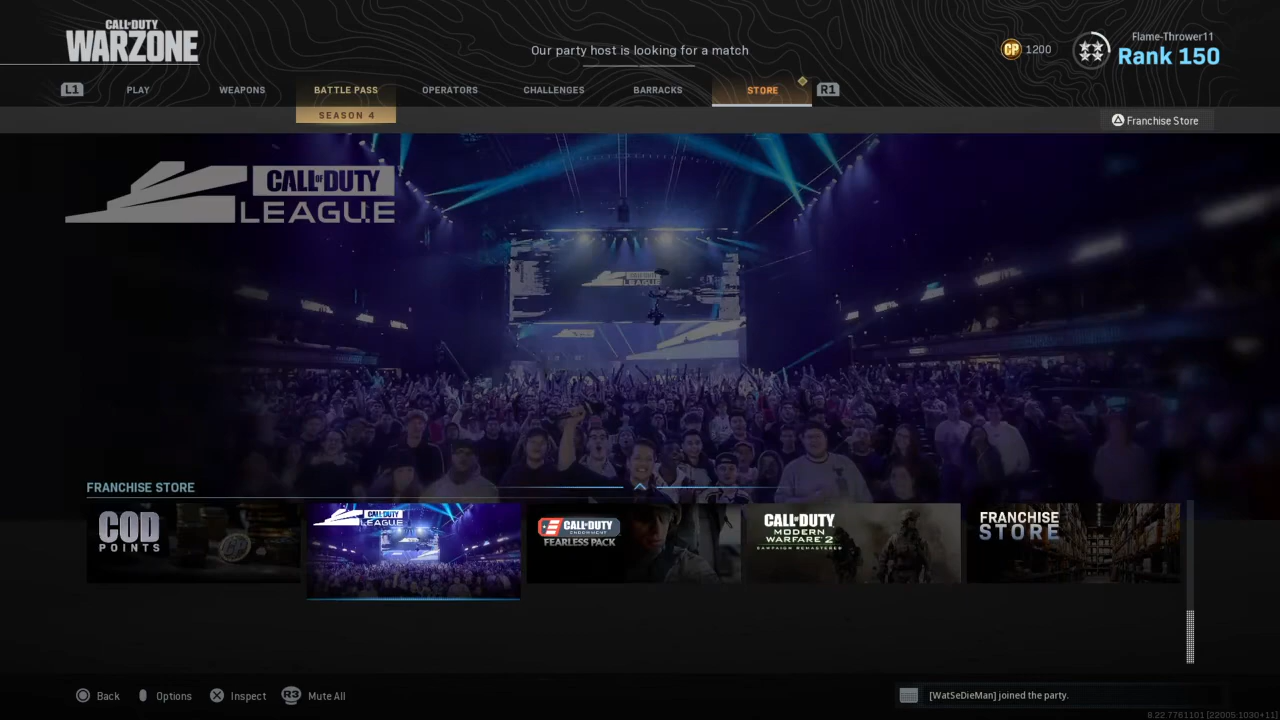 CALL OF DUTY
WARZONE
Our party host is looking for a match
CP 1200
Flame-Thrower11
Rank 150
L1
PLAY
WEAPONS
BATTLE PASS
OPERATORS
CHALLENGES
BARRACKS
STORE
R1
SEASON 4
Franchise Store
CALL OF DUTY
LEAGUE
FRANCHISE STORE
COD
POINTS
CALL OF DUTY
LEAGUE
CALL OF DUTY
ENDOWMENT
FEARLESS PACK
CALL OF DUTY
MODERN
WARFARE 2
CAMPAIGN REMASTERED
FRANCHISE
STORE
Back
Options
Inspect
R3 Mute All
[WatSeDieMan] joined the party.
8.22.7761101 [22005:1030+11]